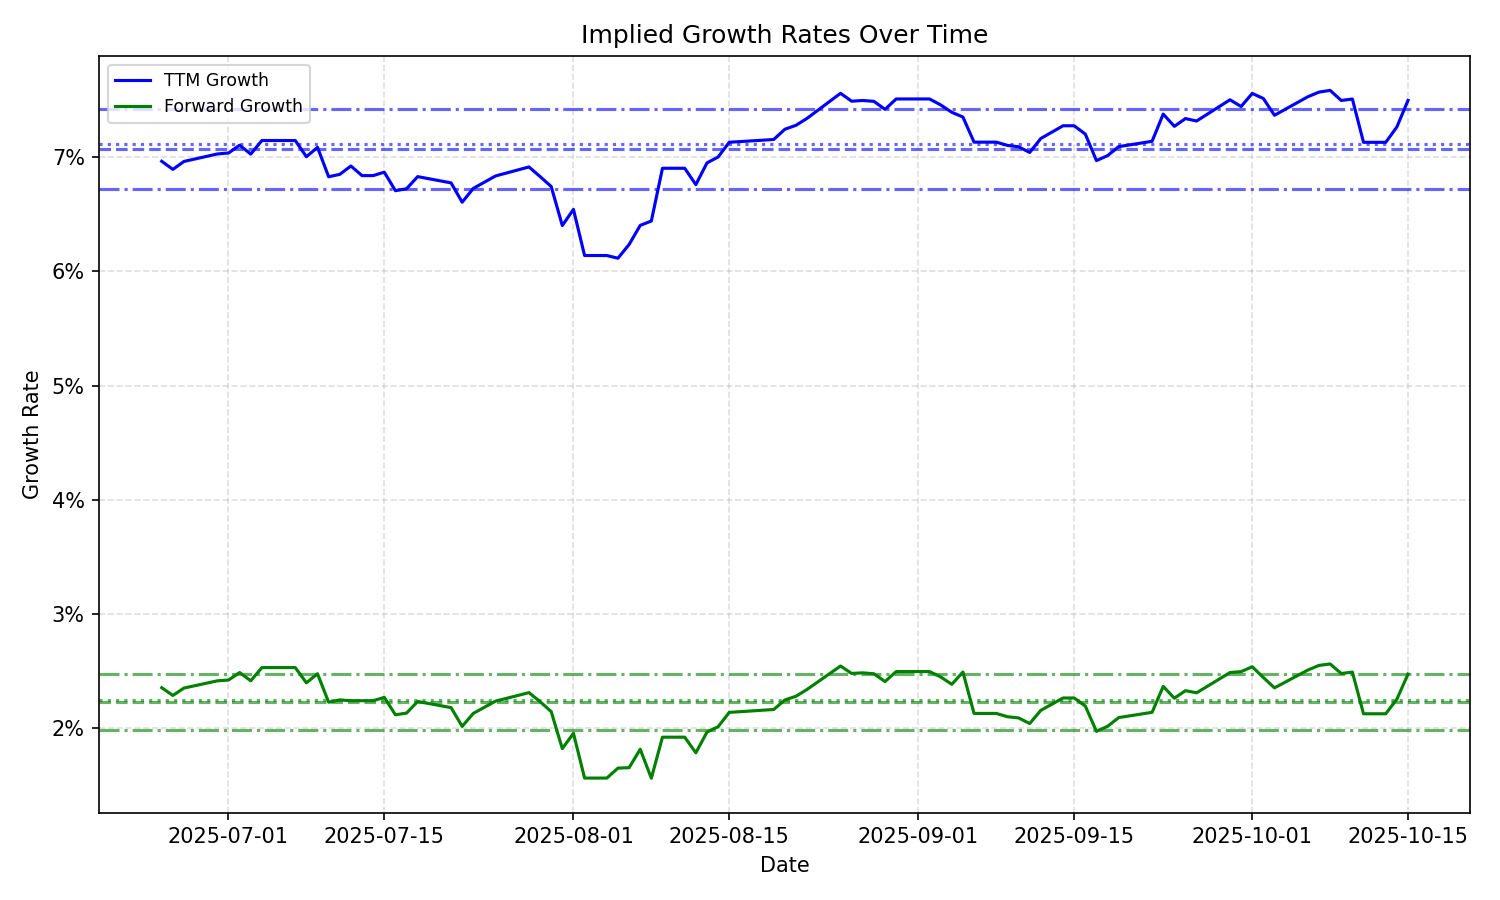 Implied Growth Rates Over Time
TTM Growth
Forward Growth
7%
6%
5%
4%
3%
2%
Growth Rate
2025-07-01
2025-07-15
2025-08-01
2025-08-15
2025-09-01
2025-09-15
2025-10-01
2025-10-15
Date